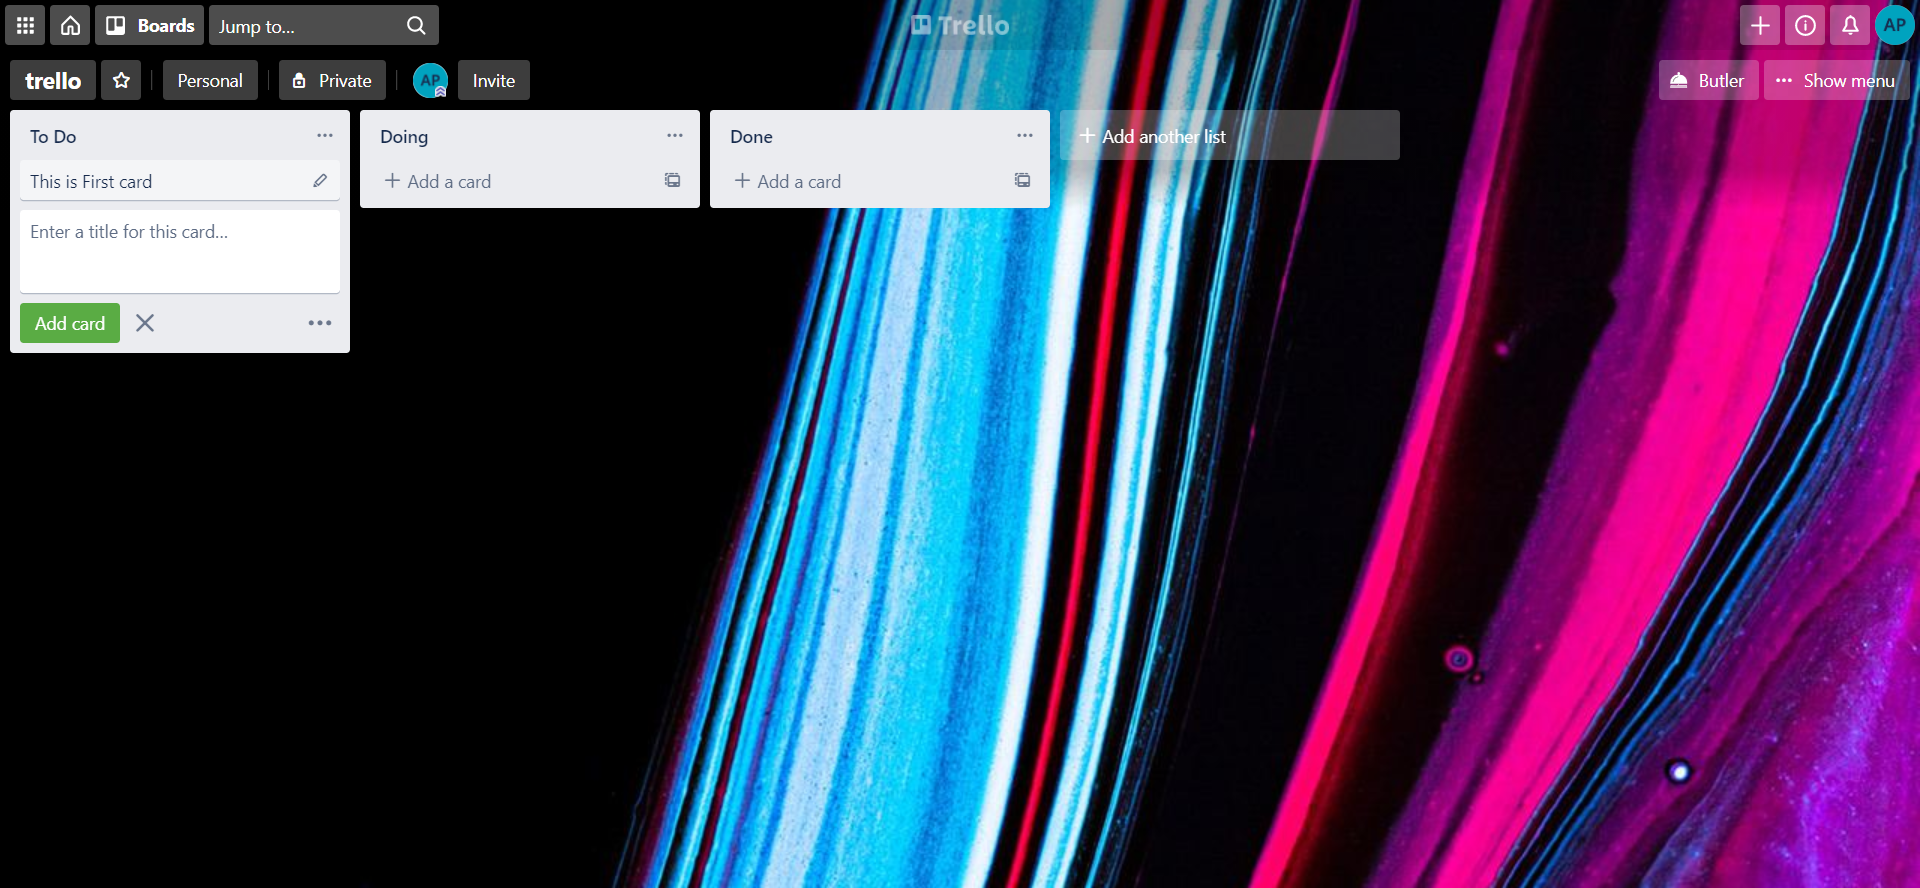 Boards
Jump to...
Trello
AP
trello
Personal
Private
AP
Invite
Butler
Show menu
To Do
This is First card
Enter a title for this card...
Add card
Doing
Add a card
Done
Add a card
Add another list